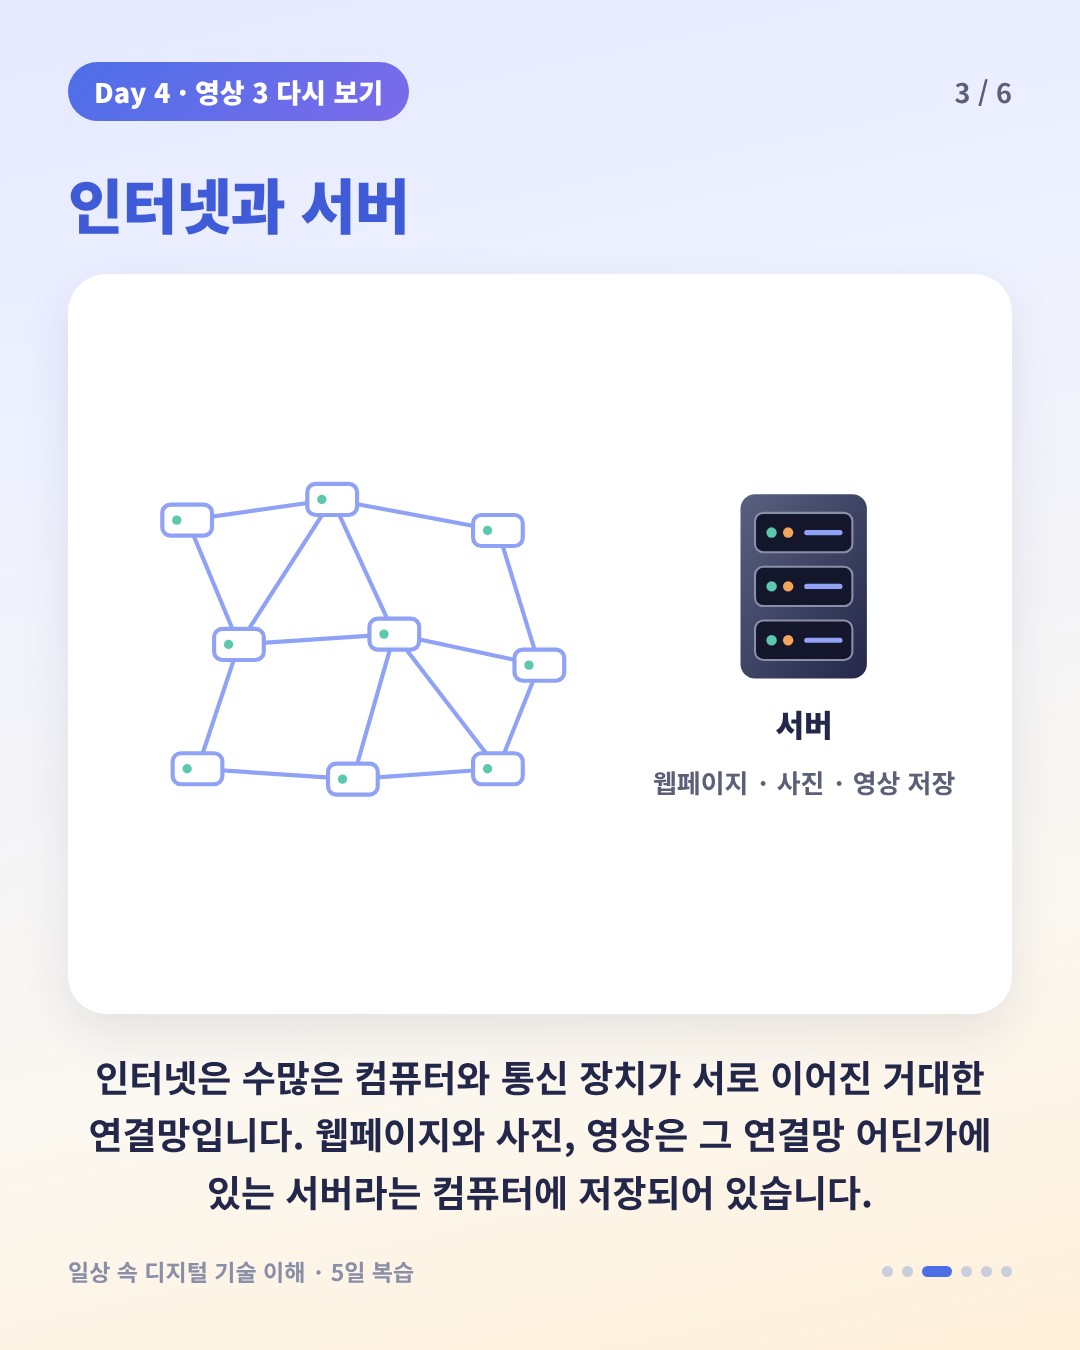 Day 4 · 영상 3 다시 보기
3 / 6
인터넷과 서버
서버
웹페이지 · 사진 · 영상 저장
인터넷은 수많은 컴퓨터와 통신 장치가 서로 이어진 거대한
연결망입니다. 웹페이지와 사진, 영상은 그 연결망 어딘가에
있는 서버라는 컴퓨터에 저장되어 있습니다.
일상 속 디지털 기술 이해 · 5일 복습